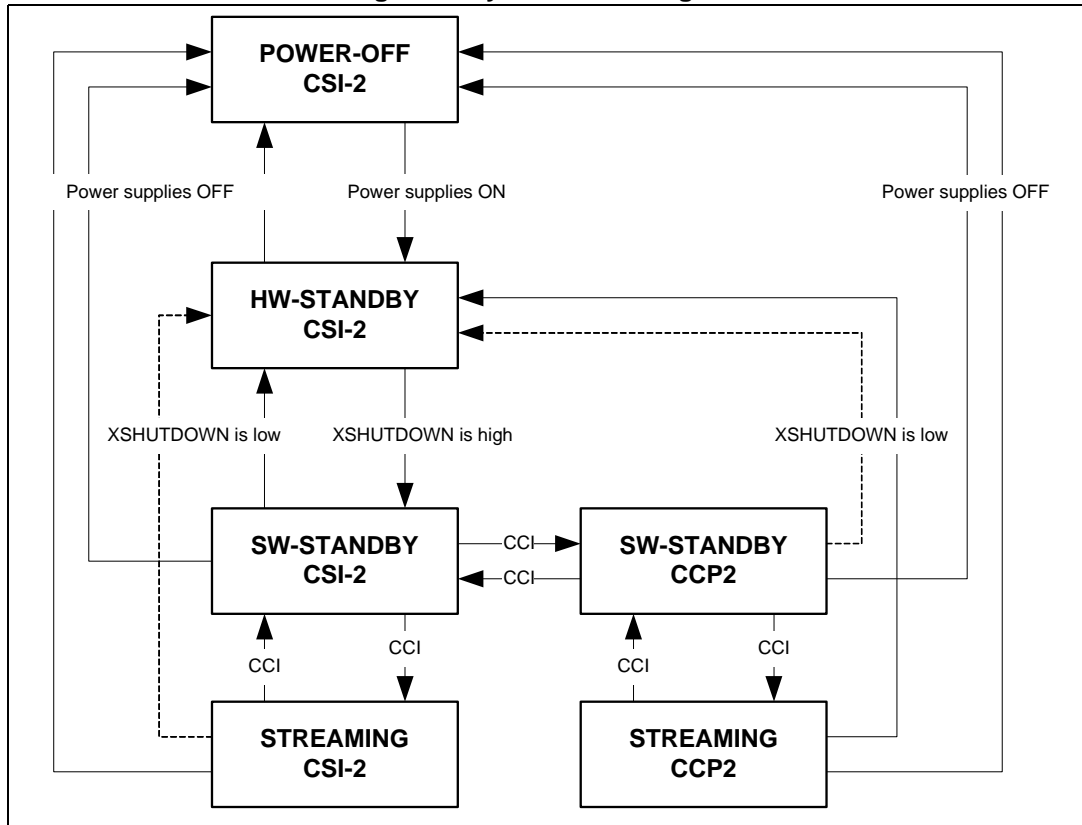 POWER-OFF
CSI-2
Power supplies OFF
Power supplies ON
Power supplies OFF
HW-STANDBY
CSI-2
XSHUTDOWN is low
XSHUTDOWN is high
XSHUTDOWN is low
SW-STANDBY
CSI-2
CCI
CCI
SW-STANDBY
CCP2
CCI
CCI
CCI
CCI
STREAMING
CSI-2
STREAMING
CCP2